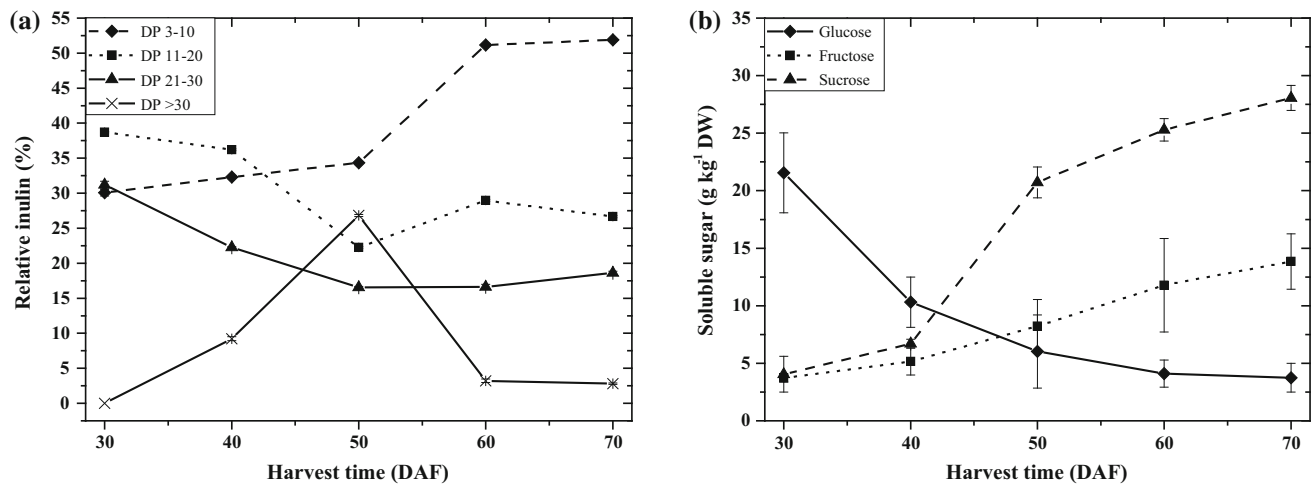 (a)
DP 3-10
DP 11-20
DP 21-30
DP >30
55
50
45
40
35
30
25
20
15
10
5
0
Relative inulin (%)
30 40 50 60 70
Harvest time (DAF)
(b)
Glucose
Fructose
Sucrose
35
30
25
20
15
10
5
0
Soluble sugar (g kg-1 DW)
30 40 50 60 70
Harvest time (DAF)